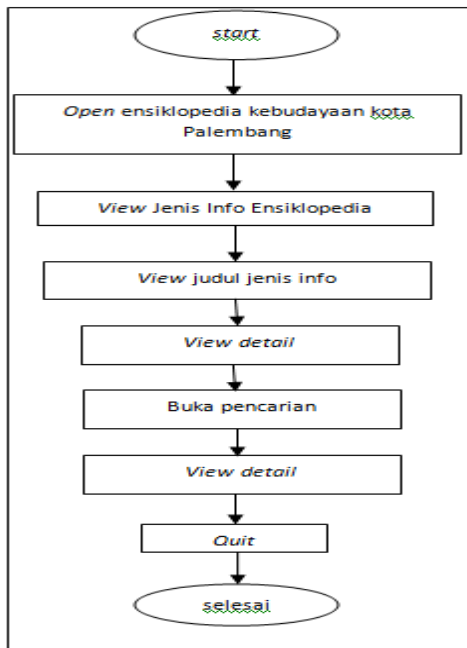 start
Open ensiklopedia kebudayaan kota
Palembang
View Jenis Info Ensiklopedia
View judul jenis info
View detail
Buka pencarian
View detail
Quit
selesai